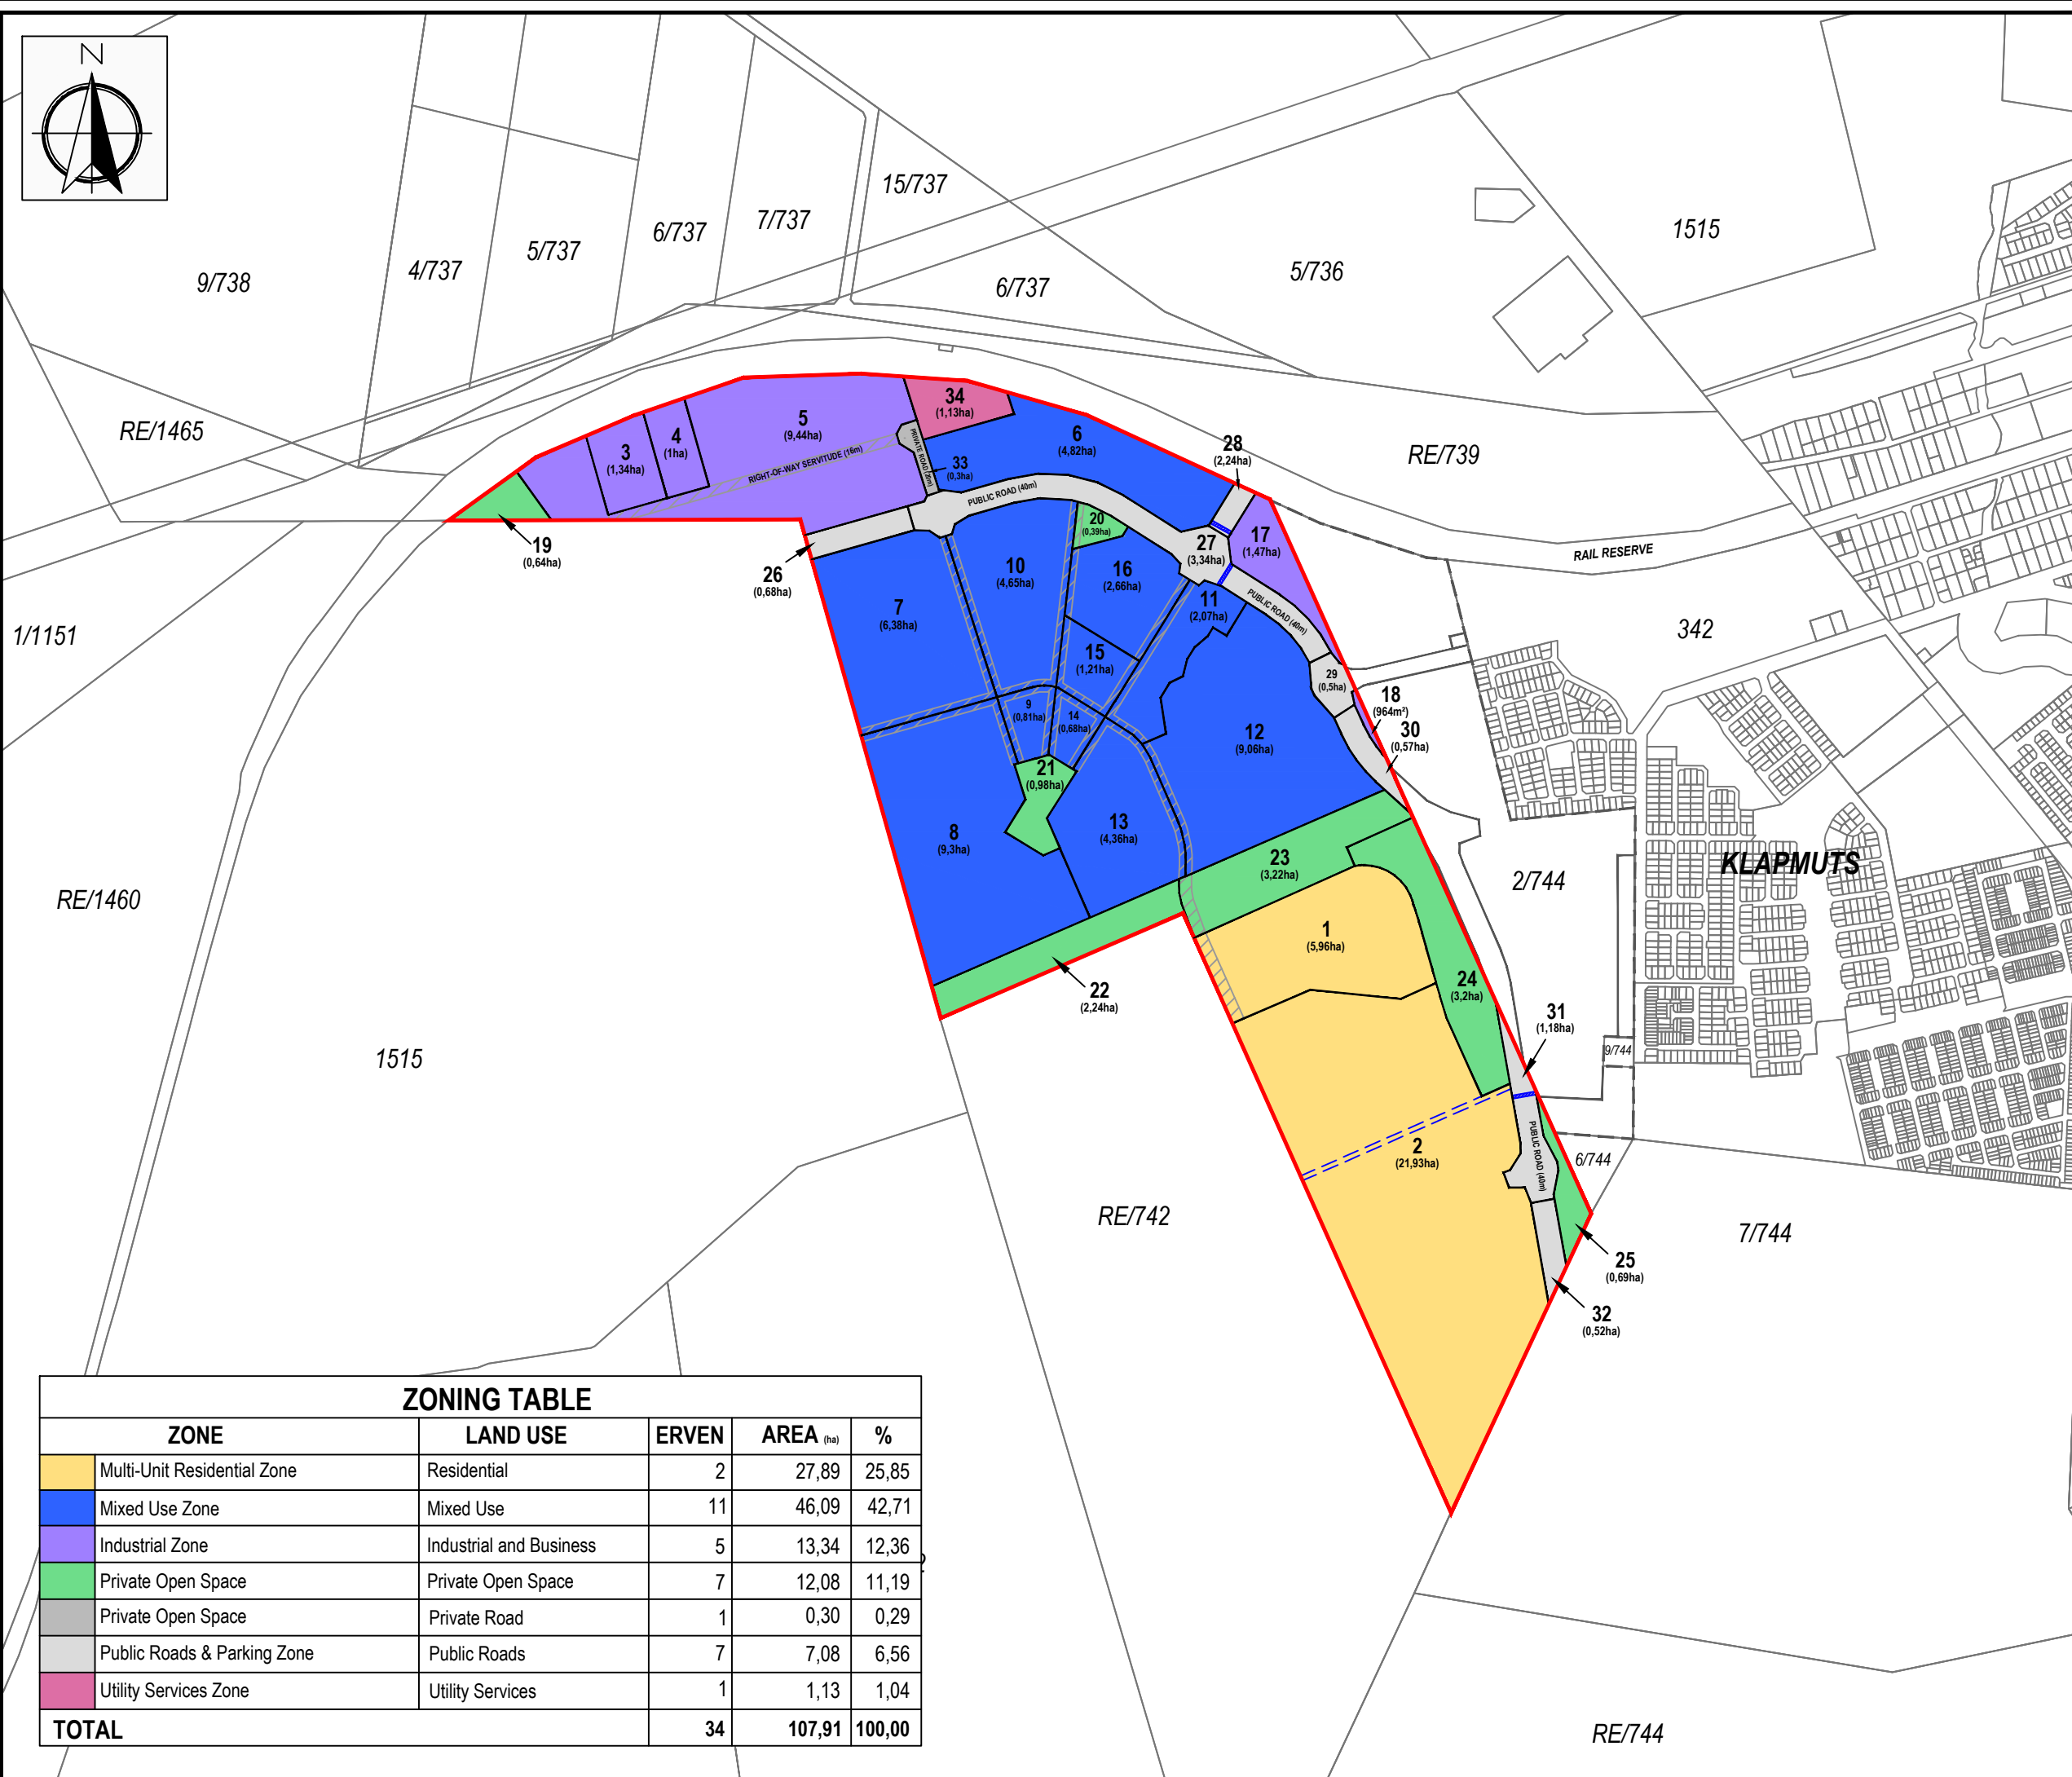 N
15/737
7/737
6/737
5/737
4/737
9/738
1515
5/736
6/737
RE/1465
RE/739
RAIL RESERVE
342
1/1151
RE/1460
1515
KLAPMUTS
2/744
9/744
6/744
7/744
RE/742
RE/744
34
(1,13ha)
5
(9,44ha)
4
(1ha)
3
(1,34ha)
RIGHT-OF-WAY SERVITUDE (16m)
PRIVATE ROAD (20m)
33
(0,3ha)
6
(4,82ha)
28
(2,24ha)
PUBLIC ROAD (40m)
19
(0,64ha)
26
(0,68ha)
20
(0,39ha)
27
(3,34ha)
17
(1,47ha)
10
(4,65ha)
16
(2,66ha)
7
(6,38ha)
11
(2,07ha)
PUBLIC ROAD (40m)
15
(1,21ha)
29
(0,5ha)
18
(964m²)
30
(0,57ha)
9
(0,81ha)
14
(0,68ha)
12
(9,06ha)
21
(0,98ha)
8
(9,3ha)
13
(4,36ha)
23
(3,22ha)
1
(5,96ha)
24
(3,2ha)
22
(2,24ha)
31
(1,18ha)
2
(21,93ha)
PUBLIC ROAD (40m)
25
(0,69ha)
32
(0,52ha)
ZONING TABLE
ZONE LAND USE ERVEN AREA (ha) %
Multi-Unit Residential Zone Residential 2 27,89 25,85
Mixed Use Zone Mixed Use 11 46,09 42,71
Industrial Zone Industrial and Business 5 13,34 12,36
Private Open Space Private Open Space 7 12,08 11,19
Private Open Space Private Road 1 0,30 0,29
Public Roads & Parking Zone Public Roads 7 7,08 6,56
Utility Services Zone Utility Services 1 1,13 1,04
TOTAL 34 107,91 100,00